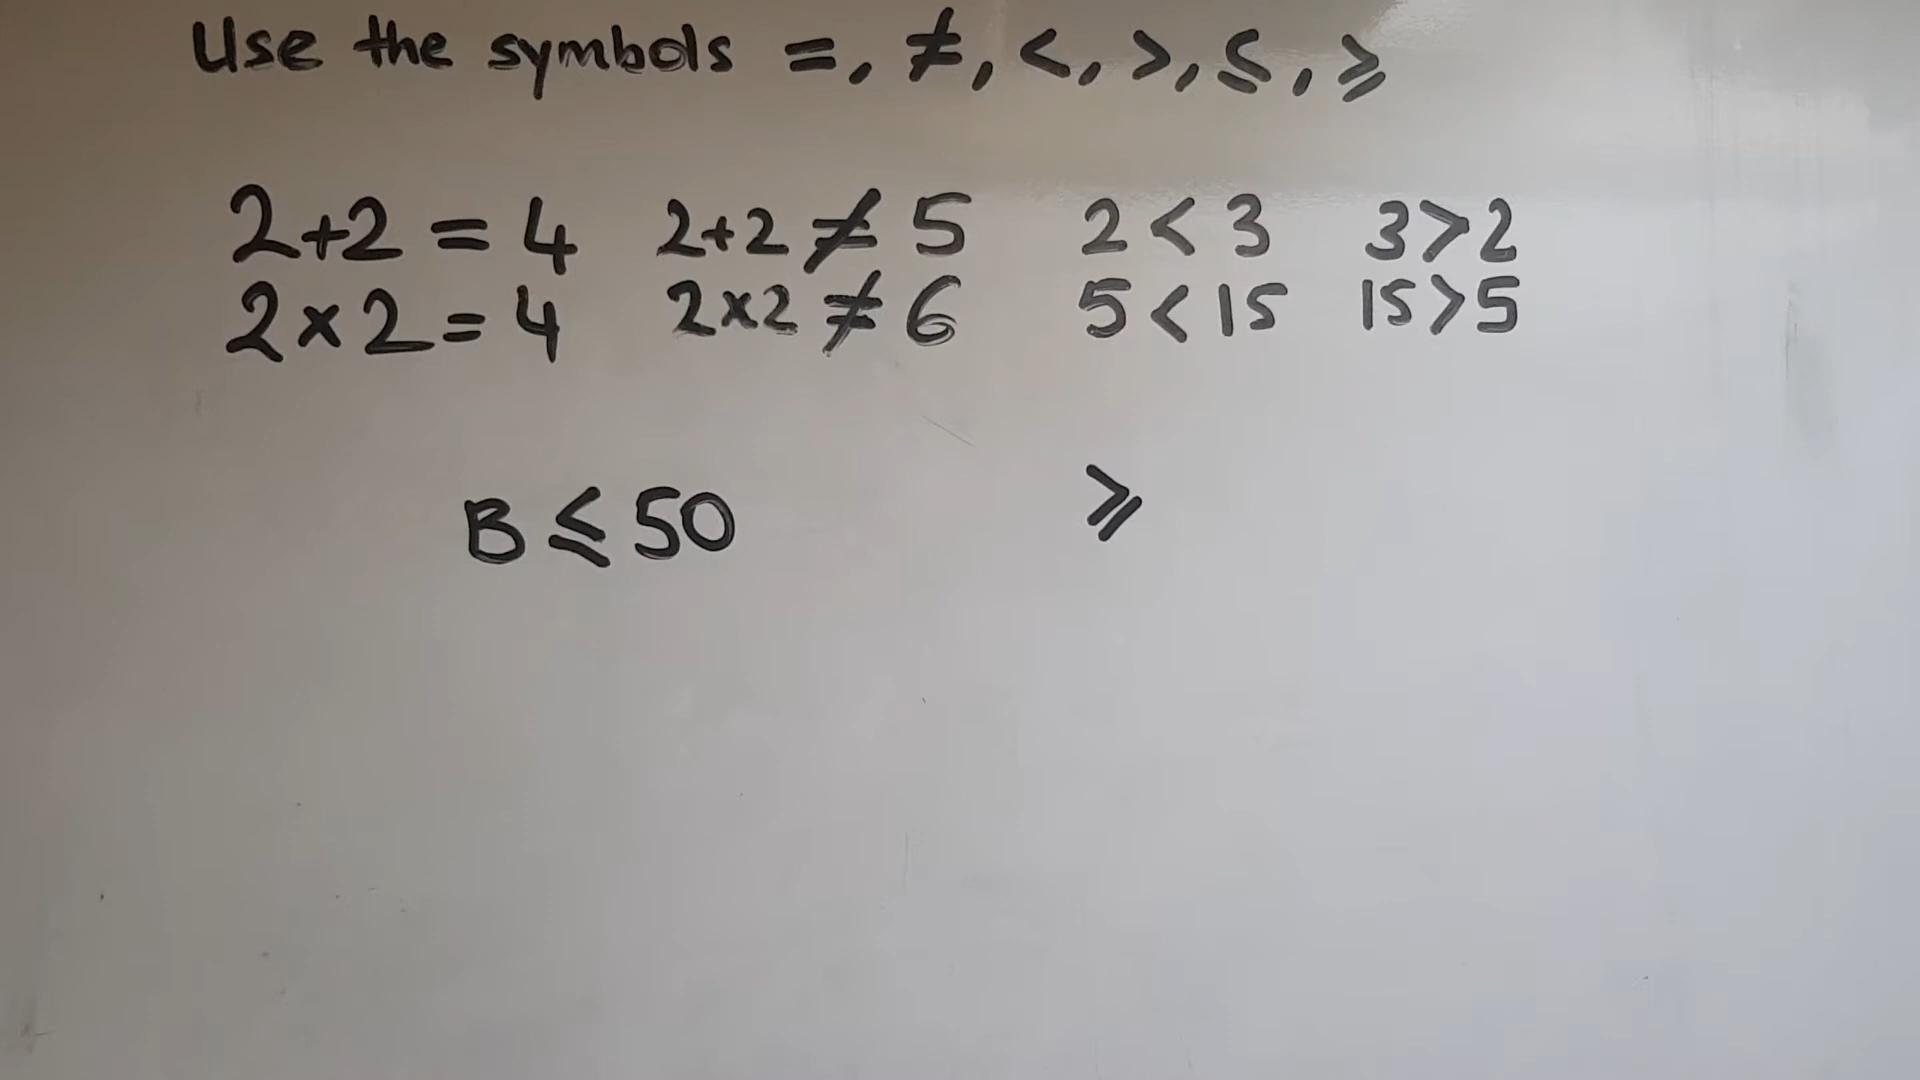 Use the symbols =, ≠, <, >, ⩽, ⩾
2+2 = 4 2+2 ≠ 5 2 < 3 3 > 2
2×2 = 4 2×2 ≠ 6 5 < 15 15 > 5
B ⩽ 50 ⩾